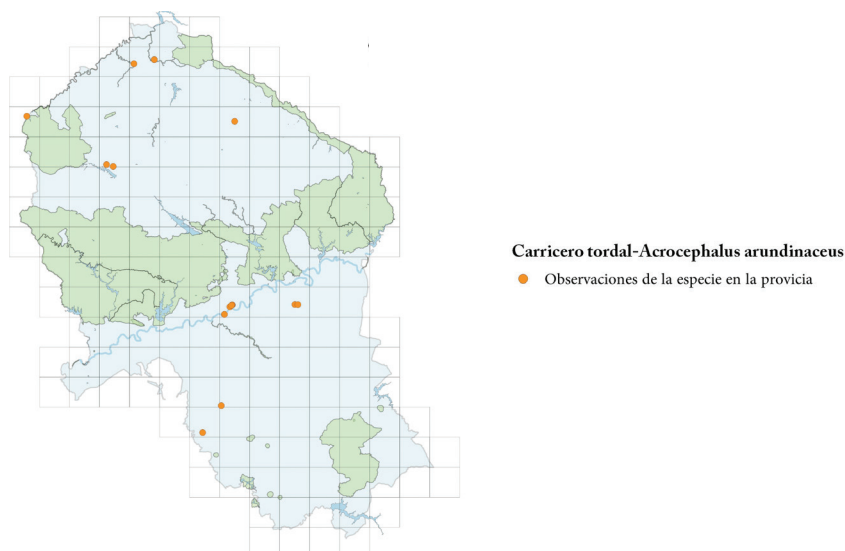 Carricero tordal-Acrocephalus arundinaceus
Observaciones de la especie en la provicia